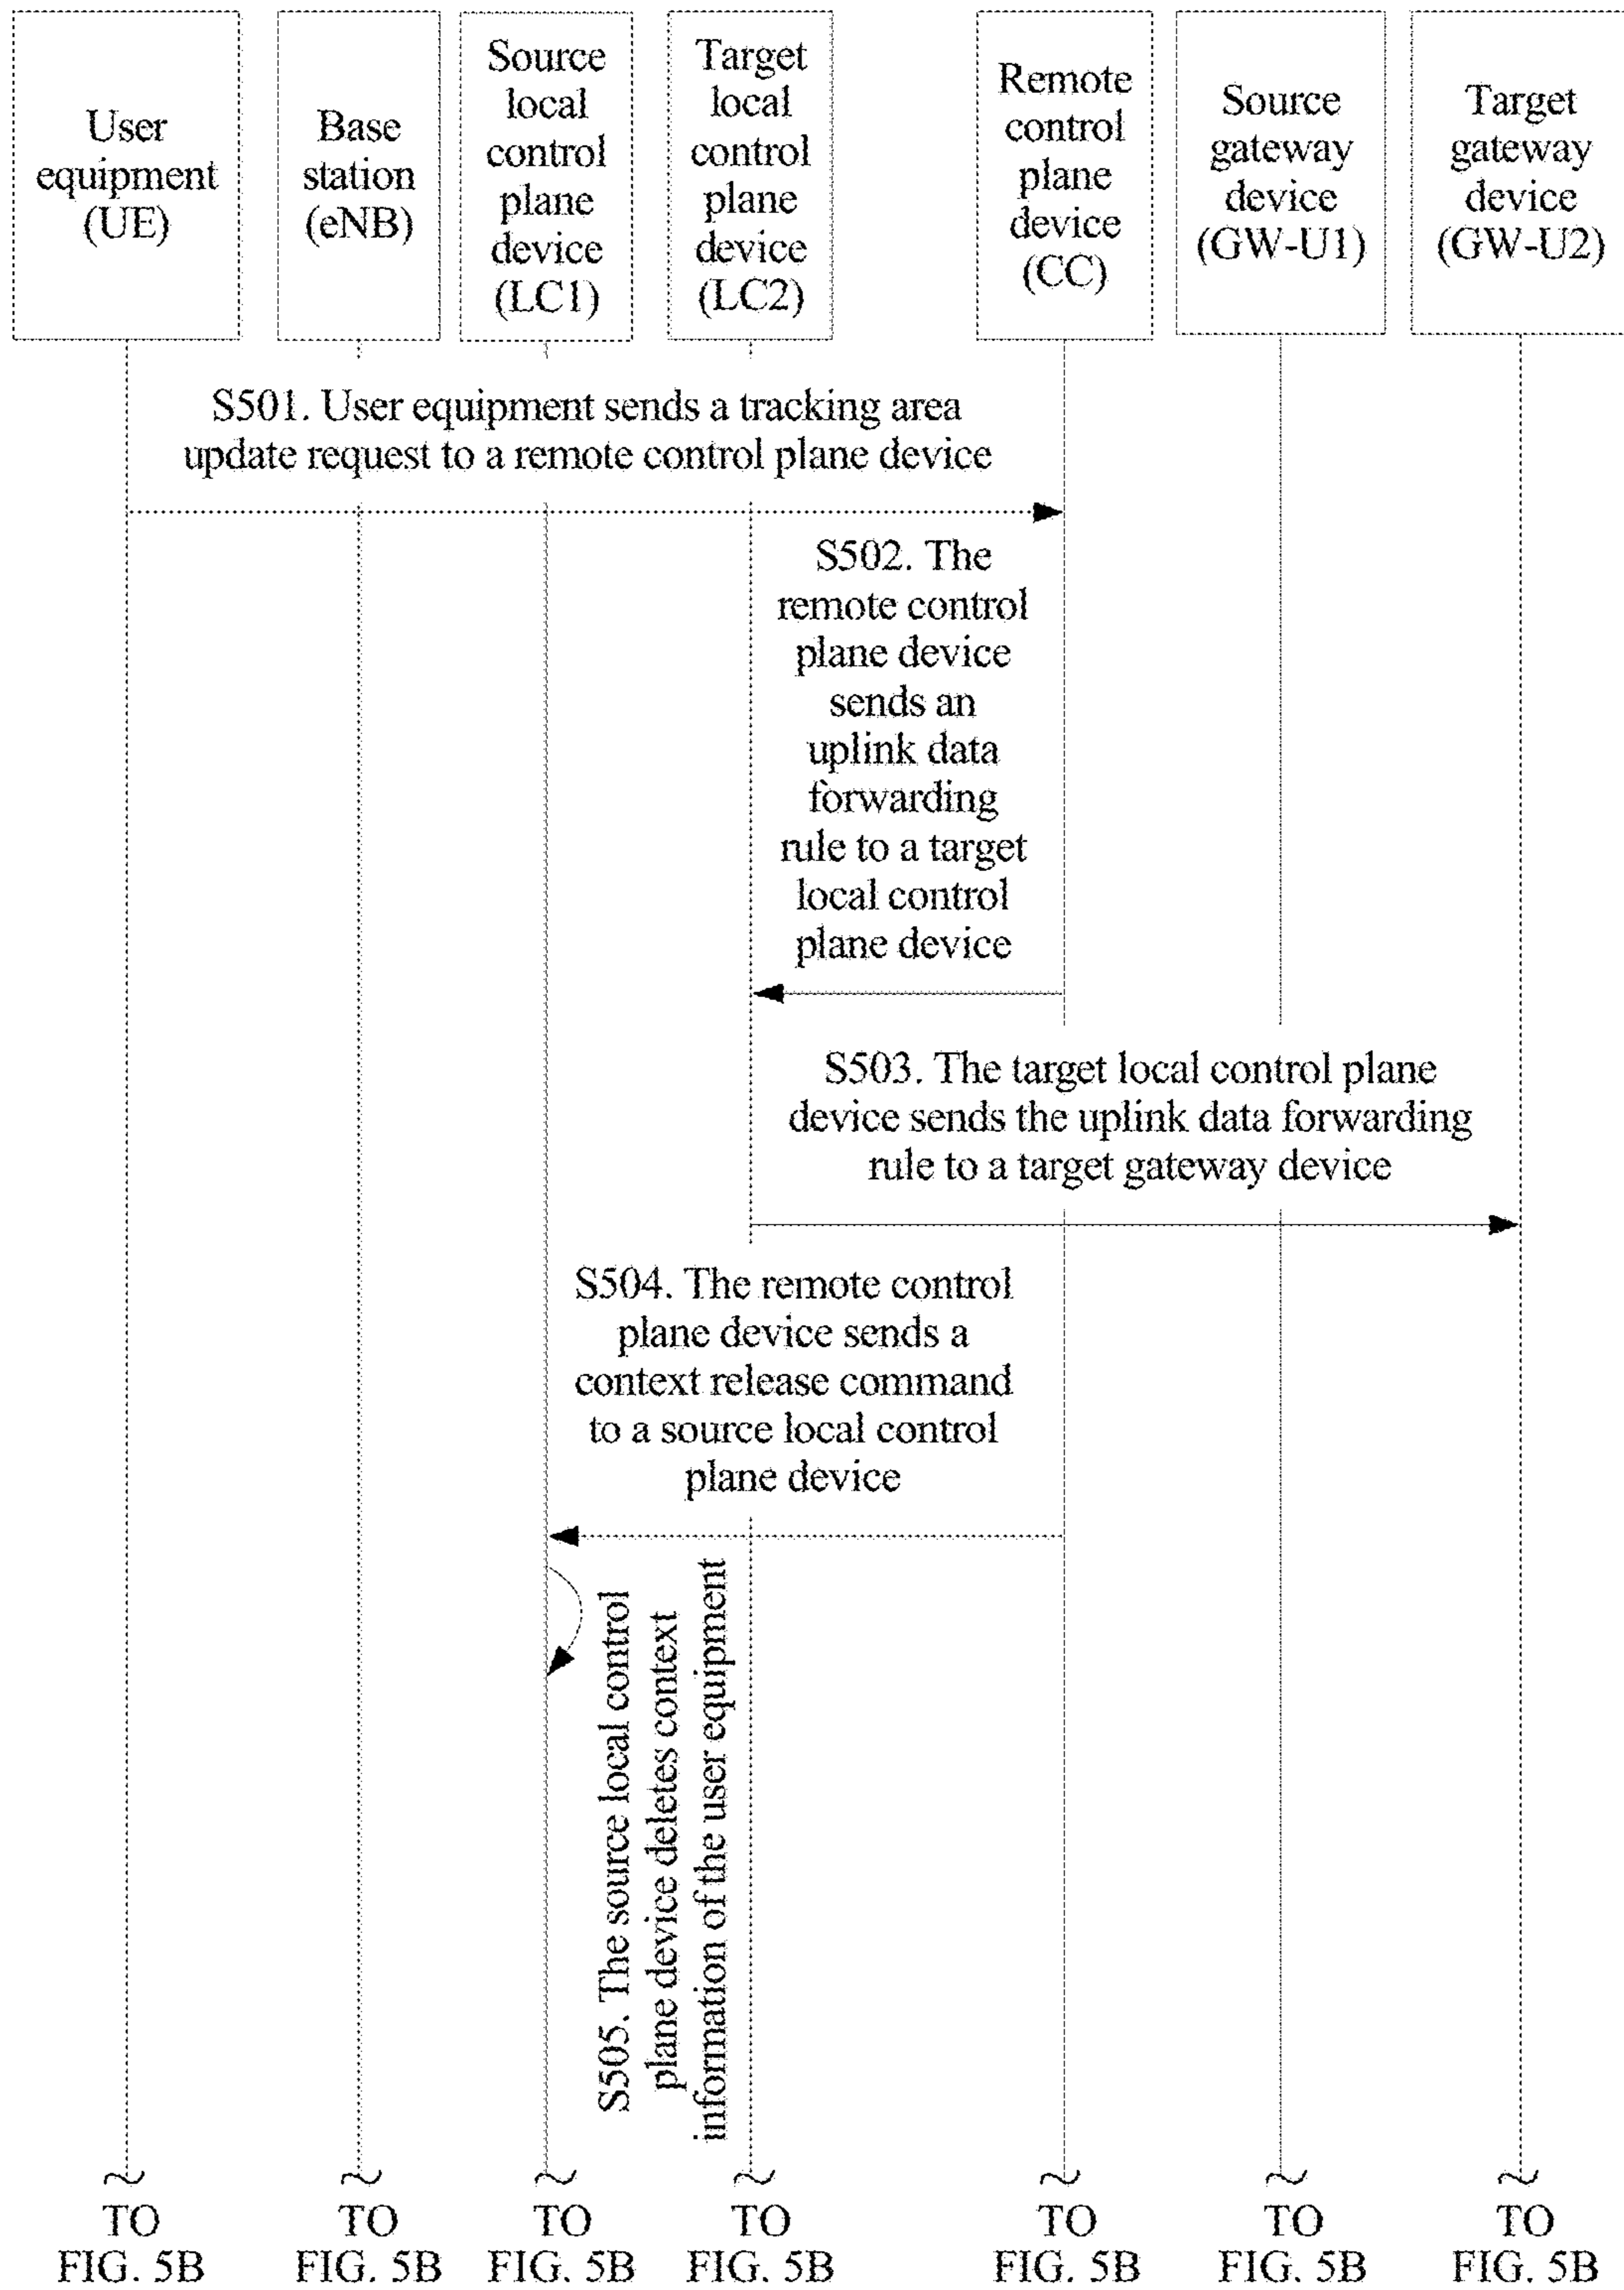 User
equipment
(UE)
Base
station
(eNB)
Source
local
control
plane
device
(LC1)
Target
local
control
plane
device
(LC2)
Remote
control
plane
device
(CC)
Source
gateway
device
(GW-U1)
Target
gateway
device
(GW-U2)
S501. User equipment sends a tracking area
update request to a remote control plane device
S502. The
remote control
plane device
sends an
uplink data
forwarding
rule to a target
local control
plane device
S503. The target local control plane
device sends the uplink data forwarding
rule to a target gateway device
S504. The remote control
plane device sends a
context release command
to a source local control
plane device
S505. The source local control
plane device deletes context
information of the user equipment
TO
FIG. 5B
TO
FIG. 5B
TO
FIG. 5B
TO
FIG. 5B
TO
FIG. 5B
TO
FIG. 5B
TO
FIG. 5B